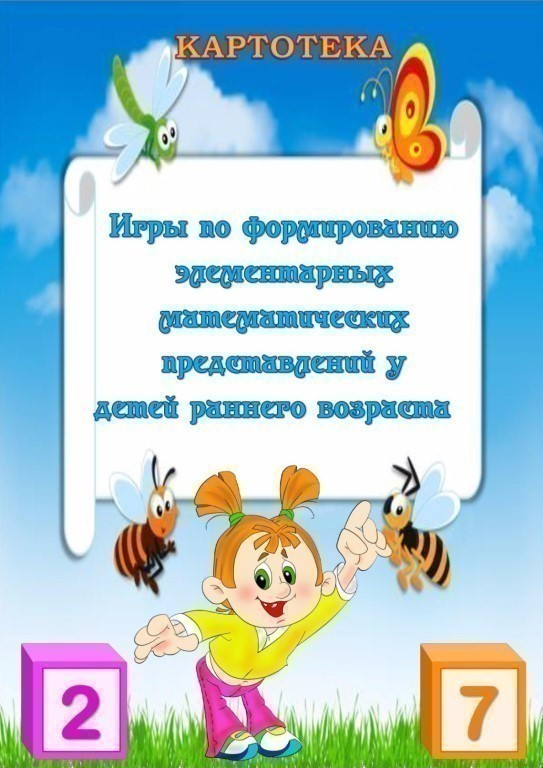 КАРТОТЕКА
Игры по формированию
элементарных
математических
представлений у
детей раннего возраста
2
7